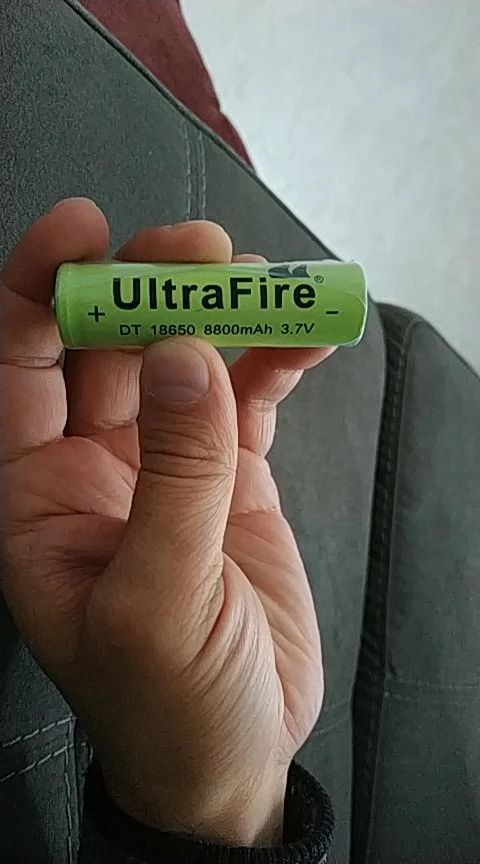 UltraFire®
+ -
DT 18650 8800mAh 3.7V